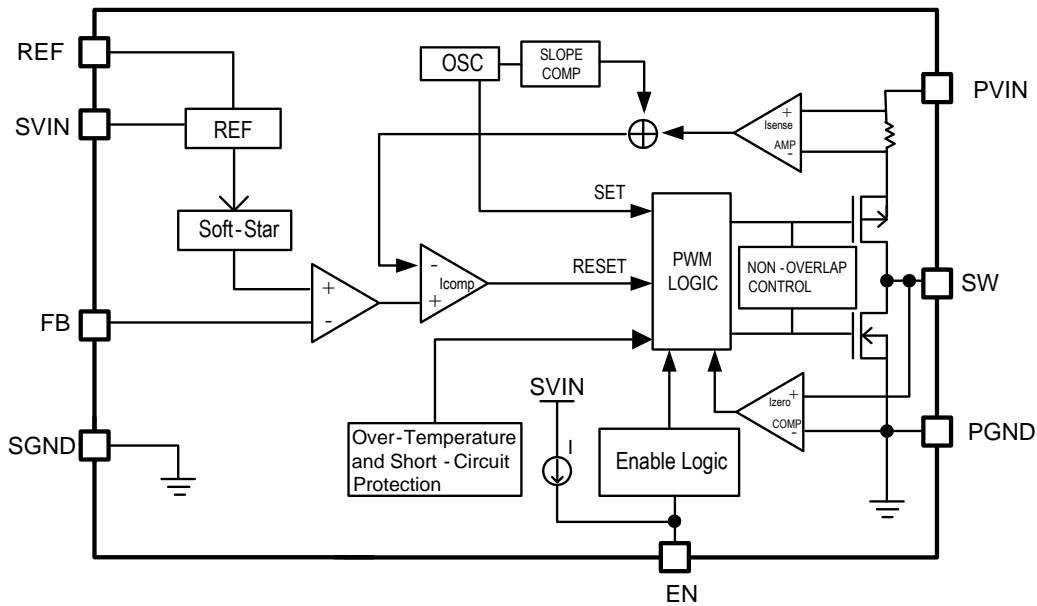 REF
SVIN
FB
SGND
REF
Soft-Star
+
-
OSC
SLOPE
COMP
-
Icomp
+
+
Isense
AMP
-
PVIN
SET
RESET
PWM
LOGIC
NON-OVERLAP
CONTROL
SW
Over-Temperature
and Short-Circuit
Protection
SVIN
I
Enable Logic
Izero+
COMP-
PGND
EN